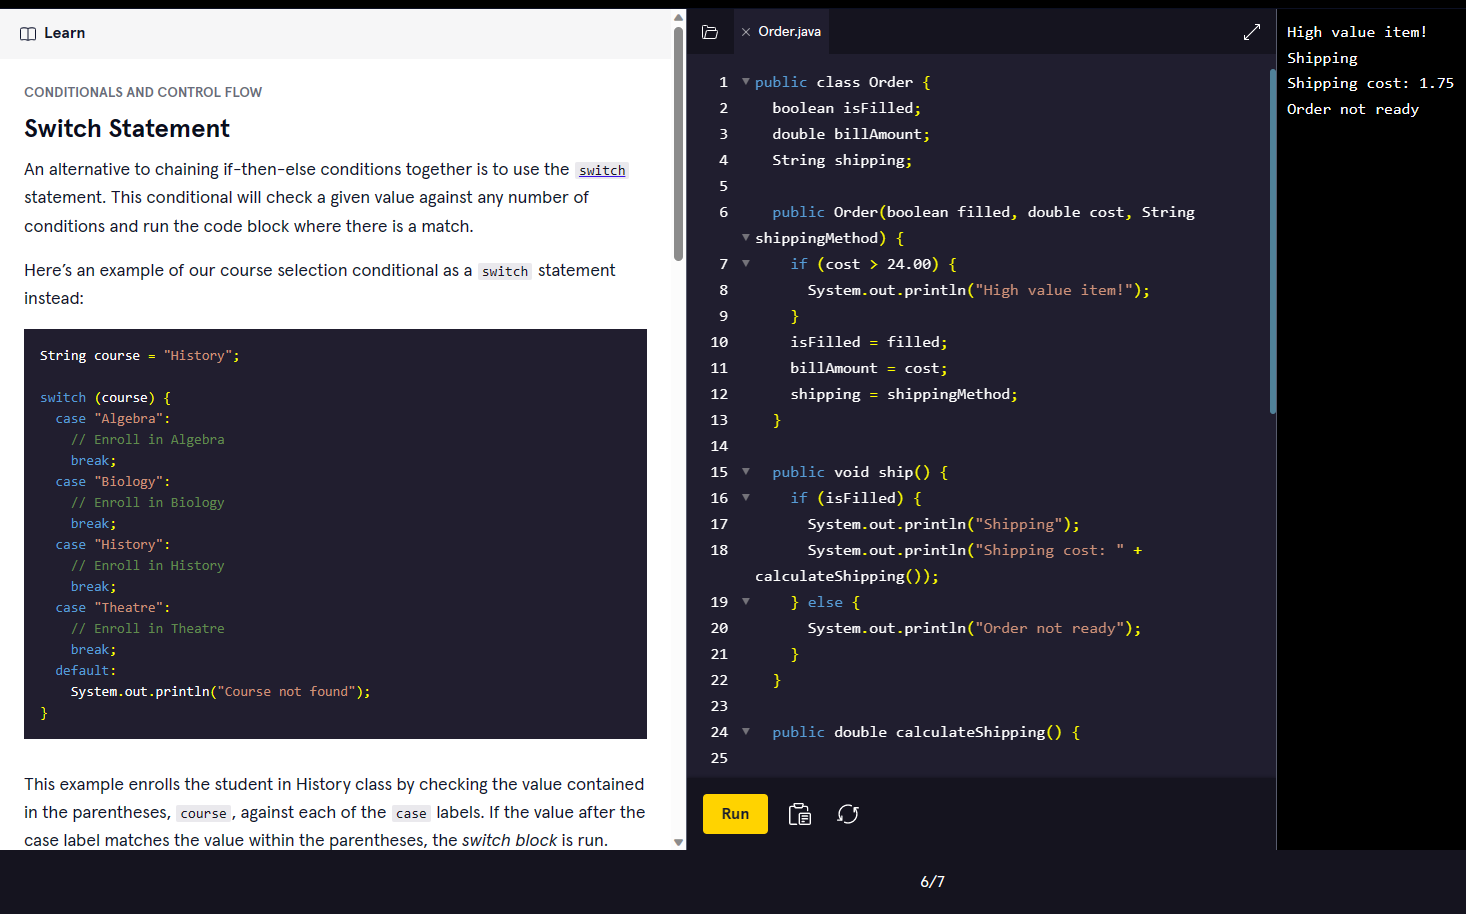 Learn
CONDITIONALS AND CONTROL FLOW
Switch Statement
An alternative to chaining if-then-else conditions together is to use the switch
statement. This conditional will check a given value against any number of
conditions and run the code block where there is a match.
Here's an example of our course selection conditional as a switch statement
instead:
String course = "History";
switch (course) {
case "Algebra":
// Enroll in Algebra
break;
case "Biology":
// Enroll in Biology
break;
case "History":
// Enroll in History
break;
case "Theatre":
// Enroll in Theatre
break;
default:
System.out.println("Course not found");
}
This example enrolls the student in History class by checking the value contained
in the parentheses, course, against each of the case labels. If the value after the
case label matches the value within the parentheses, the switch block is run.
Order.java
1 public class Order {
2 boolean isFilled;
3 double billAmount;
4 String shipping;
5
6 public Order(boolean filled, double cost, String
shippingMethod) {
7 if (cost > 24.00) {
8 System.out.println("High value item!");
9 }
10 isFilled = filled;
11 billAmount = cost;
12 shipping = shippingMethod;
13 }
14
15 public void ship() {
16 if (isFilled) {
17 System.out.println("Shipping");
18 System.out.println("Shipping cost: " +
calculateShipping());
19 } else {
20 System.out.println("Order not ready");
21 }
22 }
23
24 public double calculateShipping() {
25
Run
High value item!
Shipping
Shipping cost: 1.75
Order not ready
6/7